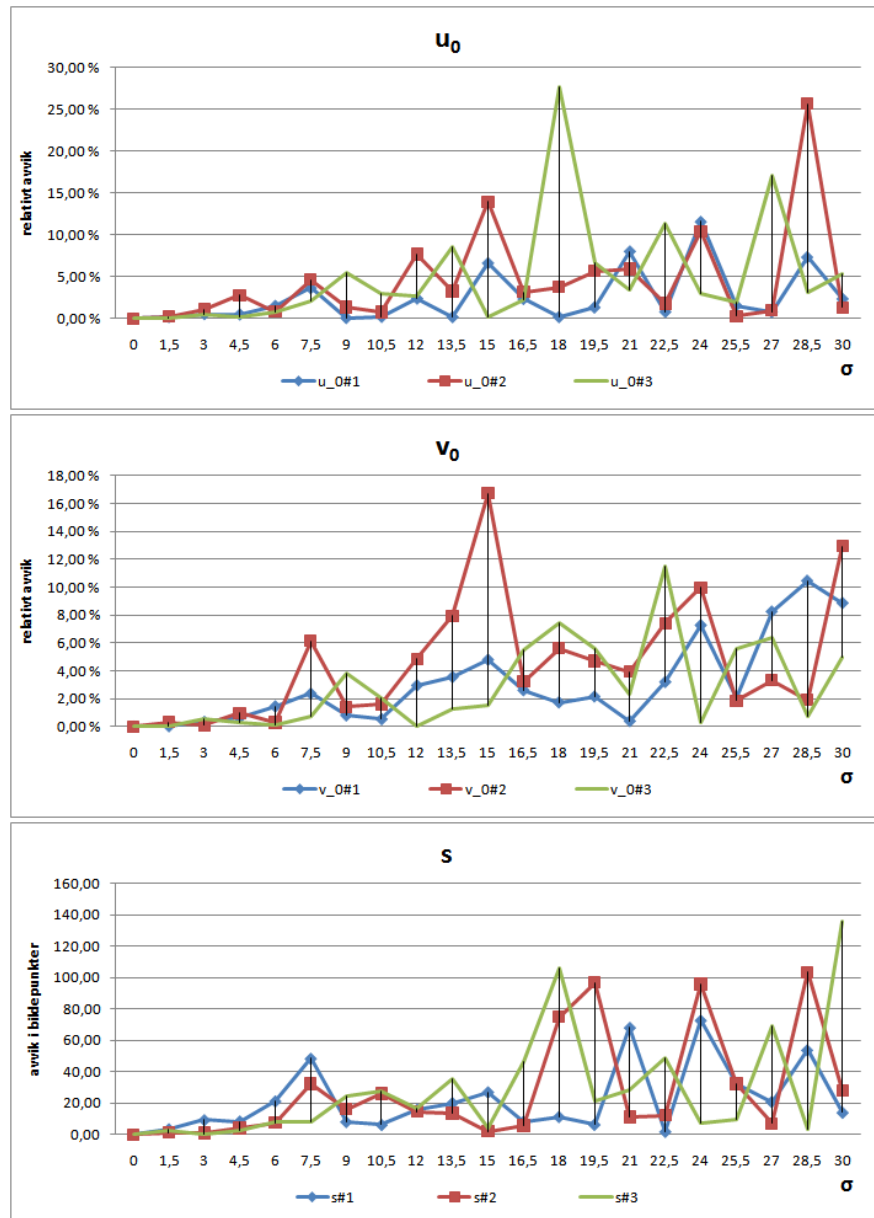 u0
30,00 %
25,00 %
20,00 %
15,00 %
10,00 %
5,00 %
0,00 %
relativt avvik
0 1,5 3 4,5 6 7,5 9 10,5 12 13,5 15 16,5 18 19,5 21 22,5 24 25,5 27 28,5 30
σ
u_0#1 u_0#2 u_0#3
v0
18,00 %
16,00 %
14,00 %
12,00 %
10,00 %
8,00 %
6,00 %
4,00 %
2,00 %
0,00 %
relativt avvik
0 1,5 3 4,5 6 7,5 9 10,5 12 13,5 15 16,5 18 19,5 21 22,5 24 25,5 27 28,5 30
σ
v_0#1 v_0#2 v_0#3
s
160,00
140,00
120,00
100,00
80,00
60,00
40,00
20,00
0,00
avvik i bildepunkter
0 1,5 3 4,5 6 7,5 9 10,5 12 13,5 15 16,5 18 19,5 21 22,5 24 25,5 27 28,5 30
σ
s#1 s#2 s#3